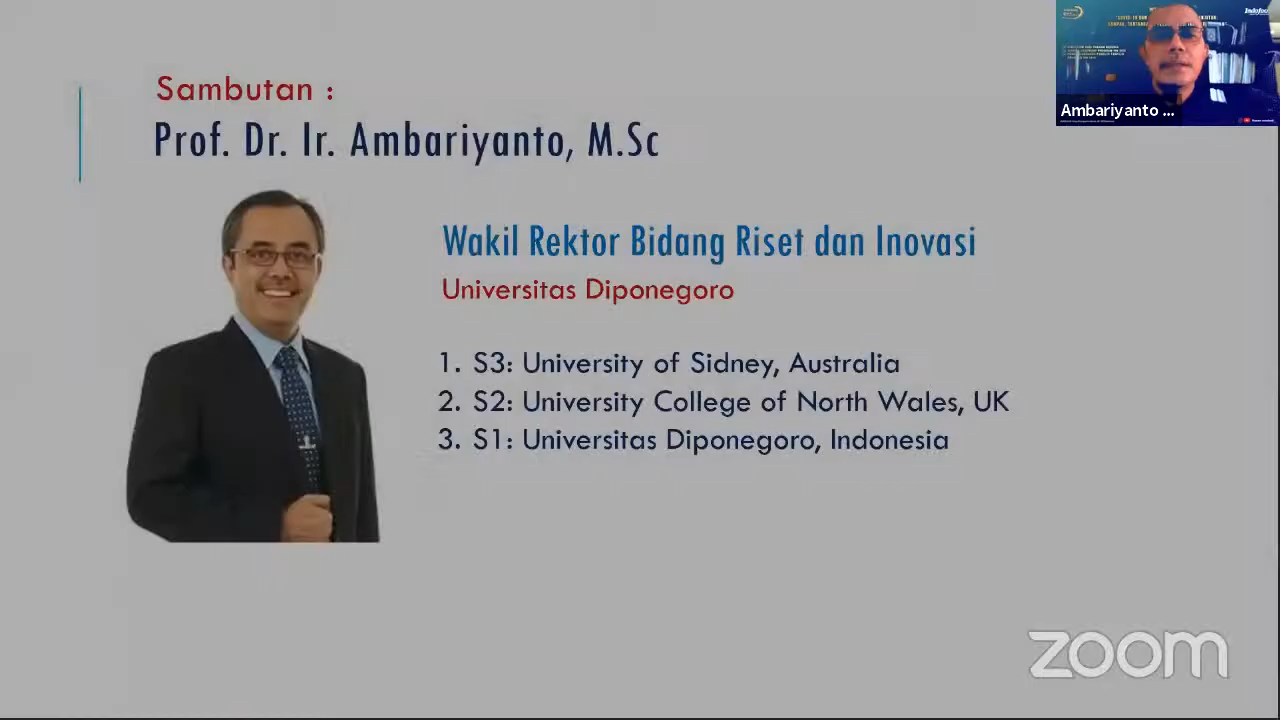 Sambutan :
Prof. Dr. Ir. Ambariyanto, M.Sc
Wakil Rektor Bidang Riset dan Inovasi
Universitas Diponegoro
1. S3: University of Sidney, Australia
2. S2: University College of North Wales, UK
3. S1: Universitas Diponegoro, Indonesia
Indofood
Ambariyanto ...
zoom